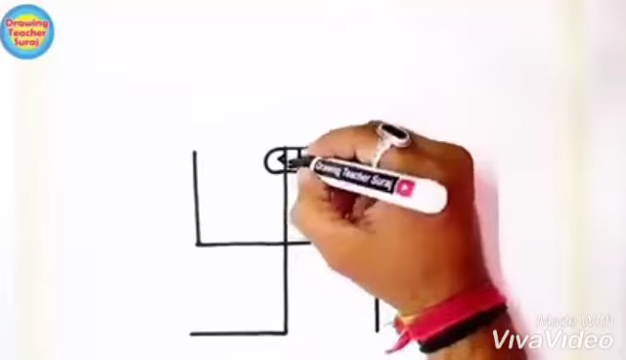 Drawing
Teacher
Suraj
Drawing Teacher Suraj
Made With
VivaVideo